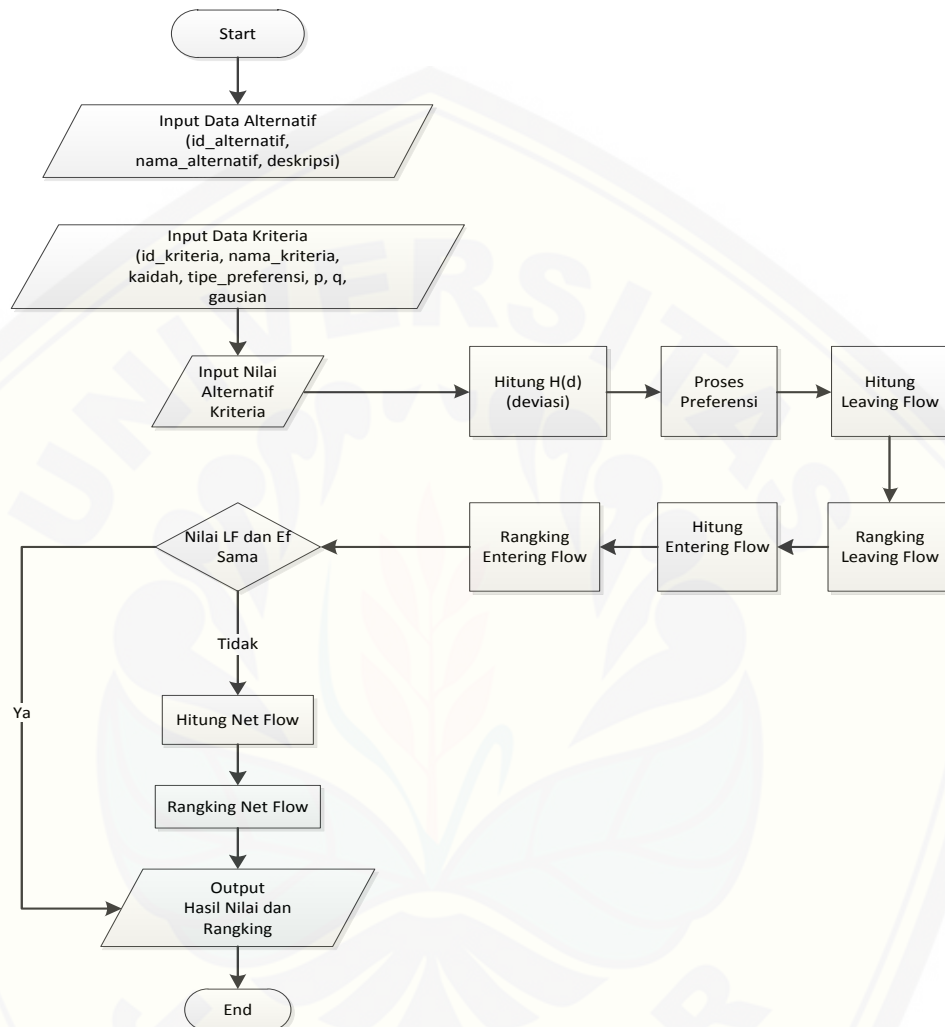 Start
Input Data Alternatif
(id_alternatif,
nama_alternatif, deskripsi)
Input Data Kriteria
(id_kriteria, nama_kriteria,
kaidah, tipe_preferensi, p, q,
gausian
Input Nilai
Alternatif
Kriteria
Hitung H(d)
(deviasi)
Proses
Preferensi
Hitung
Leaving Flow
Rangking
Leaving Flow
Hitung
Entering Flow
Rangking
Entering Flow
Nilai LF dan Ef
Sama
Tidak
Ya
Hitung Net Flow
Rangking Net Flow
Output
Hasil Nilai dan
Rangking
End
UNIVERSITAS